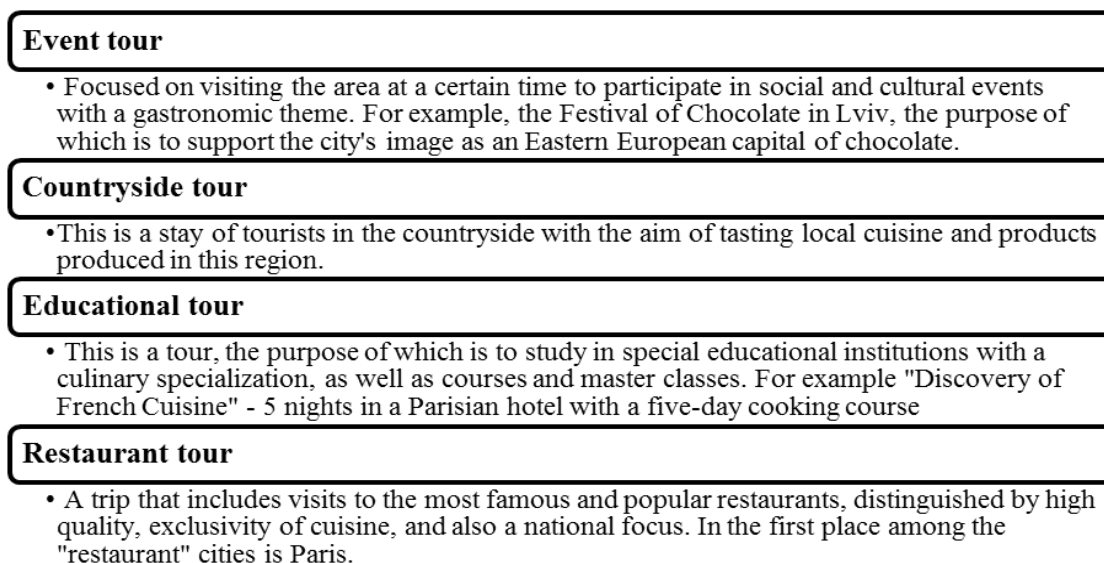 Event tour
• Focused on visiting the area at a certain time to participate in social and cultural events
with a gastronomic theme. For example, the Festival of Chocolate in Lviv, the purpose of
which is to support the city's image as an Eastern European capital of chocolate.
Countryside tour
•This is a stay of tourists in the countryside with the aim of tasting local cuisine and products
produced in this region.
Educational tour
• This is a tour, the purpose of which is to study in special educational institutions with a
culinary specialization, as well as courses and master classes. For example "Discovery of
French Cuisine" - 5 nights in a Parisian hotel with a five-day cooking course
Restaurant tour
• A trip that includes visits to the most famous and popular restaurants, distinguished by high
quality, exclusivity of cuisine, and also a national focus. In the first place among the
"restaurant" cities is Paris.